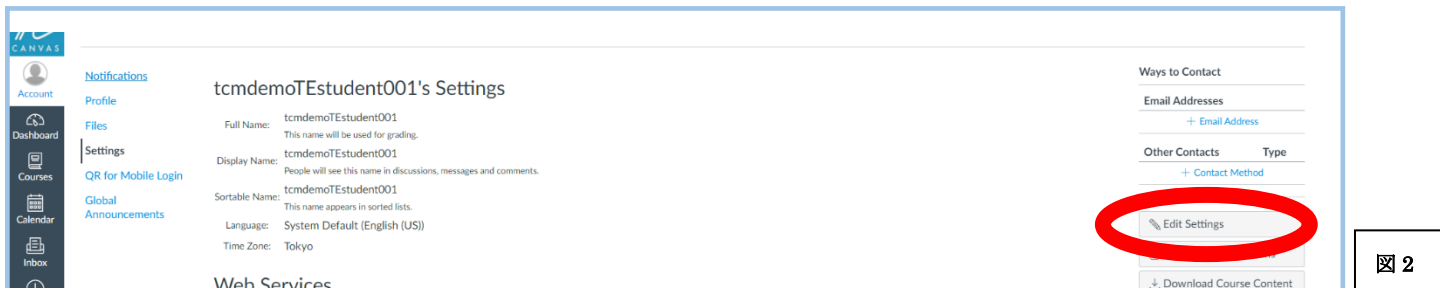 CANVAS
Account
Dashboard
Courses
Calendar
Inbox
Notifications
Profile
Files
Settings
QR for Mobile Login
Global
Announcements
tcmdemoTEstudent001's Settings
Full Name: tcmdemoTEstudent001
This name will be used for grading.
Display Name: tcmdemoTEstudent001
People will see this name in discussions, messages and comments.
Sortable Name: tcmdemoTEstudent001
This name appears in sorted lists.
Language: System Default (English (US))
Time Zone: Tokyo
Web Services
Ways to Contact
Email Addresses
+ Email Address
Other Contacts Type
+ Contact Method
Edit Settings
Download Course Content
図 2